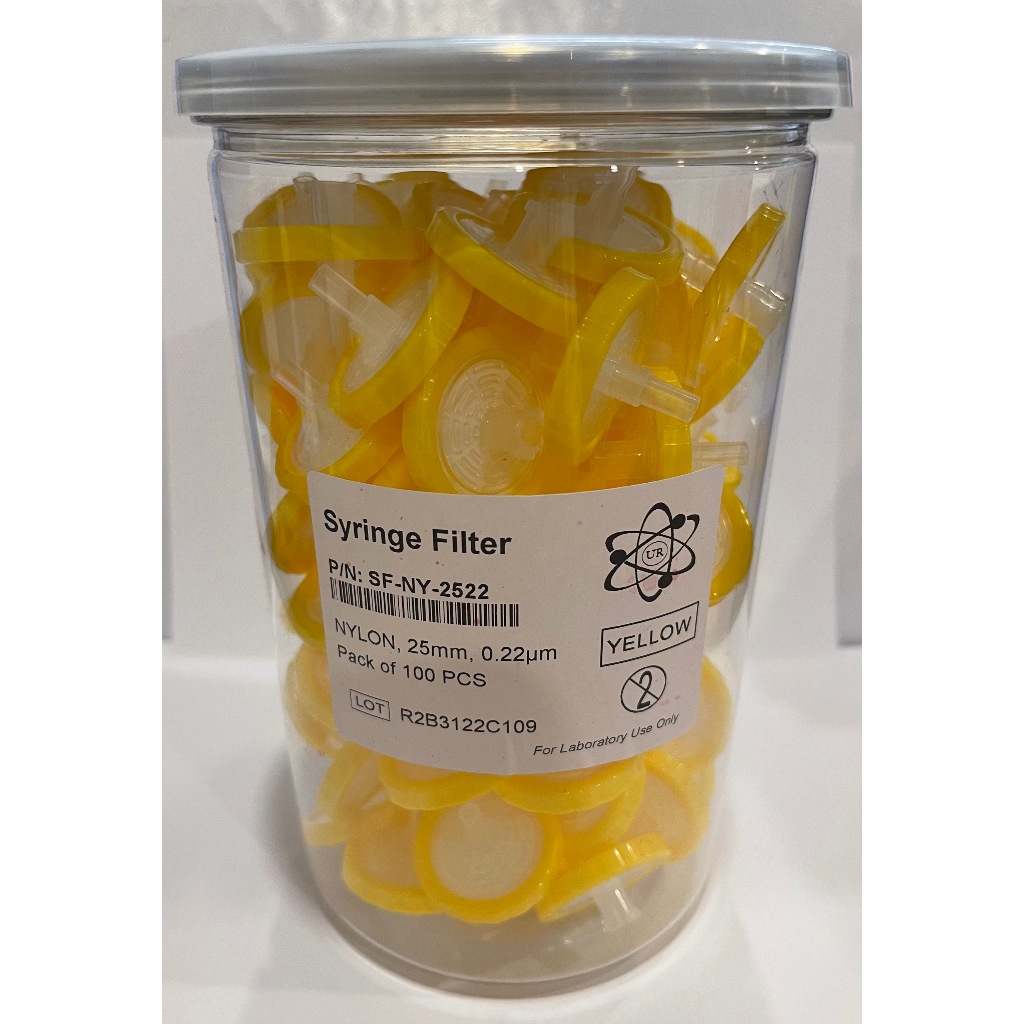 Syringe Filter
UR
P/N: SF-NY-2522
NYLON, 25mm, 0.22µm
Pack of 100 PCS
YELLOW
2
LOT R2B3122C109
For Laboratory Use Only